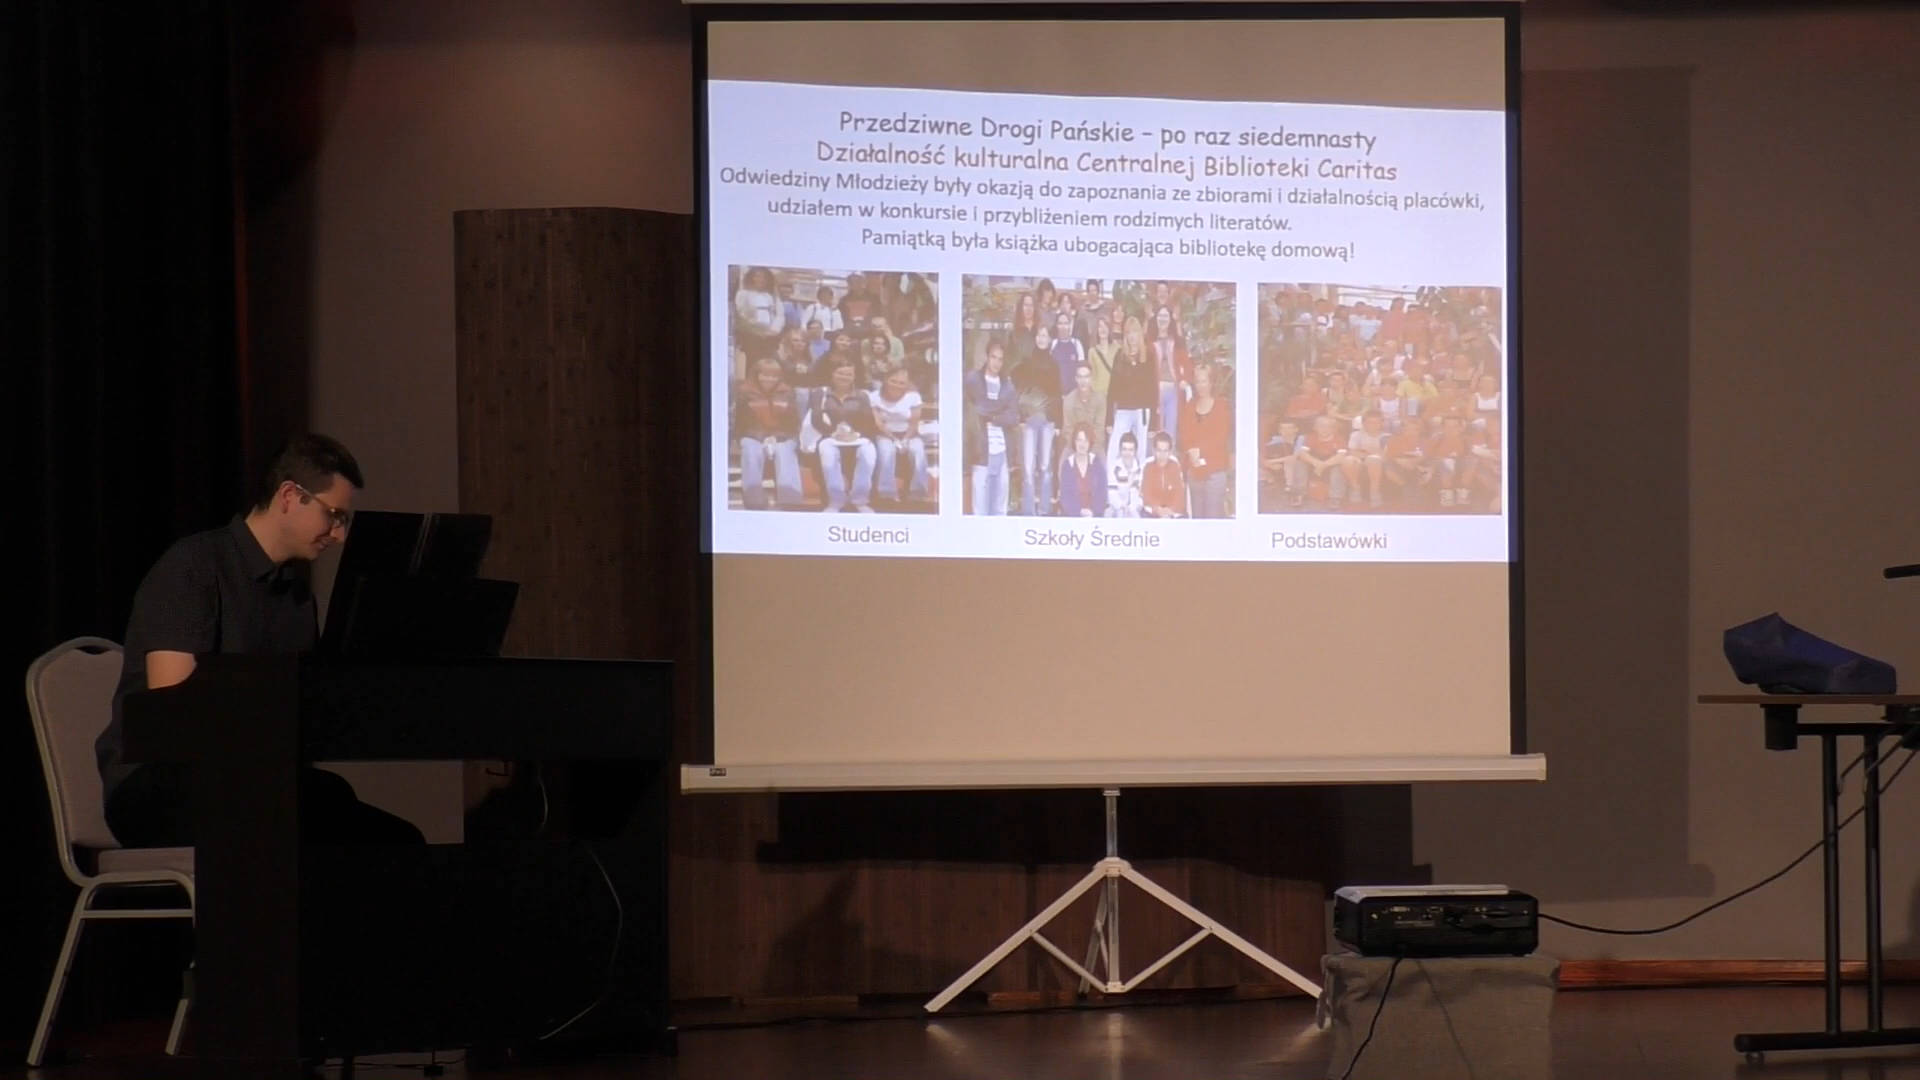 Przedziwne Drogi Pańskie - po raz siedemnasty
Działalność kulturalna Centralnej Biblioteki Caritas
Odwiedziny Młodzieży były okazją do zapoznania ze zbiorami i działalnością placówki,
udziałem w konkursie i przybliżeniem rodzimych literatów.
Pamiątką była książka ubogacająca bibliotekę domową!
Studenci
Szkoły Średnie
Podstawówki